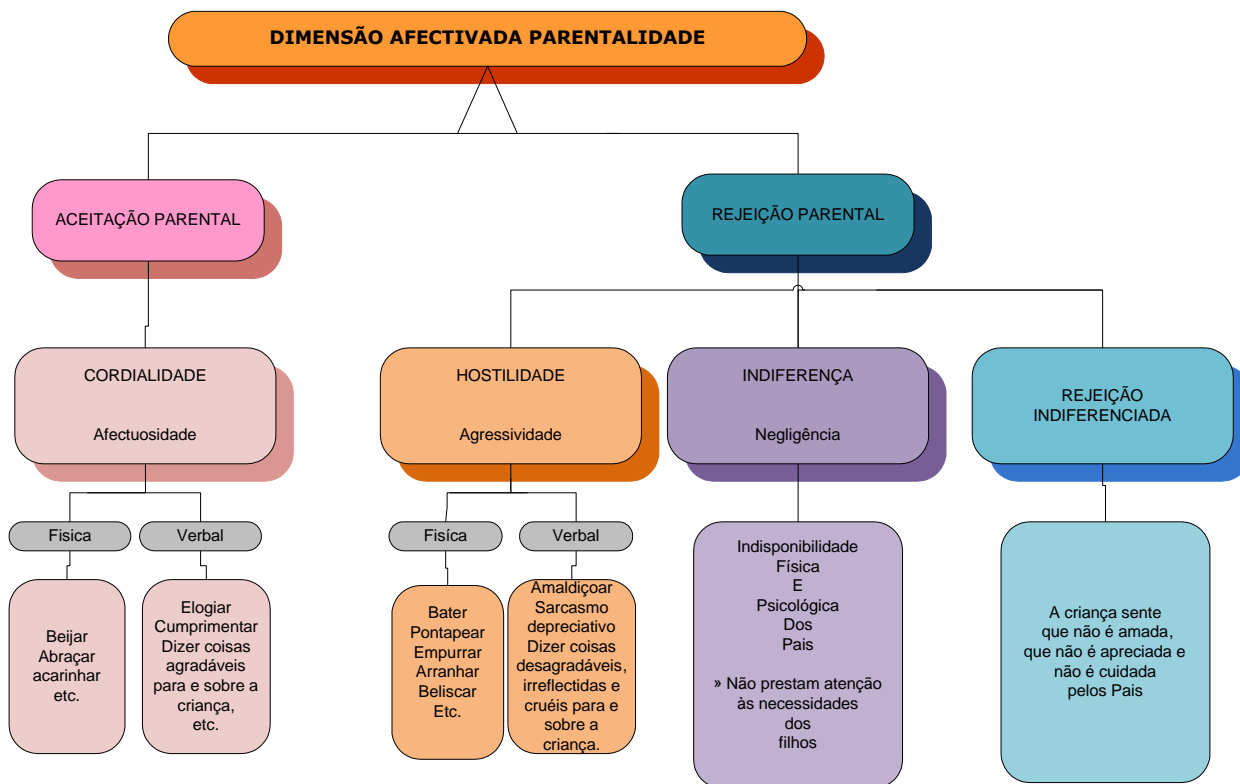 DIMENSÃO AFECTIVADA PARENTALIDADE
ACEITAÇÃO PARENTAL
REJEIÇÃO PARENTAL
CORDIALIDADE
Afectuosidade
HOSTILIDADE
Agressividade
INDIFERENÇA
Negligência
REJEIÇÃO
INDIFERENCIADA
Fisica
Verbal
Fisíca
Verbal
Beijar
Abraçar
acarinhar
etc.
Elogiar
Cumprimentar
Dizer coisas
agradáveis
para e sobre a
criança,
etc.
Bater
Pontapear
Empurrar
Arranhar
Beliscar
Etc.
Amaldiçoar
Sarcasmo
depreciativo
Dizer coisas
desagradáveis,
irreflectidas e
cruéis para e
sobre a
criança.
Indisponibilidade
Física
E
Psicológica
Dos
Pais
» Não prestam atenção
às necessidades
dos
filhos
A criança sente
que não é amada,
que não é apreciada e
não é cuidada
pelos Pais